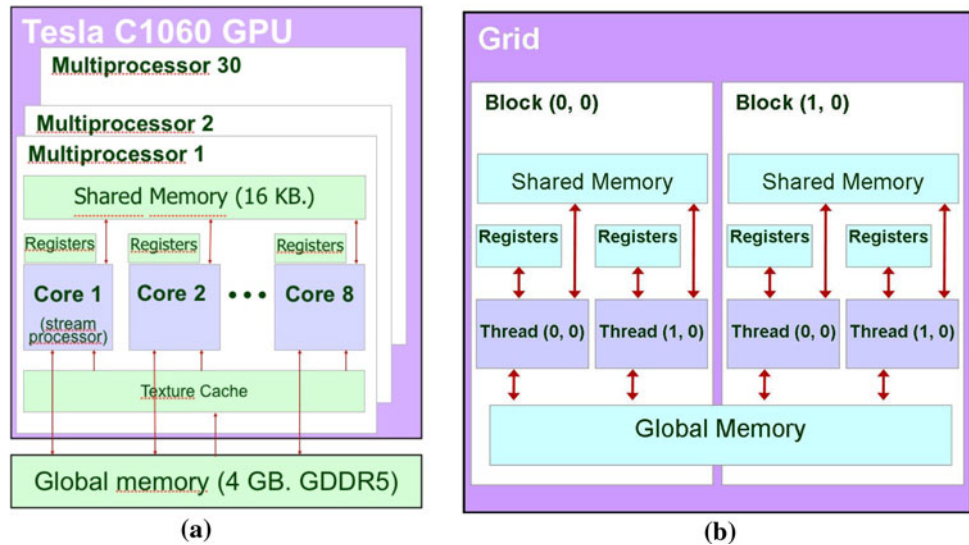 Tesla C1060 GPU
Multiprocessor 30
Multiprocessor 2
Multiprocessor 1
Shared Memory (16 KB.)
Registers Registers Registers
Core 1 Core 2 ••• Core 8
(stream
processor)
Texture Cache
Global memory (4 GB. GDDR5)
(a)
Grid
Block (0, 0) Block (1, 0)
Shared Memory Shared Memory
Registers Registers Registers Registers
Thread (0, 0) Thread (1, 0) Thread (0, 0) Thread (1, 0)
Global Memory
(b)